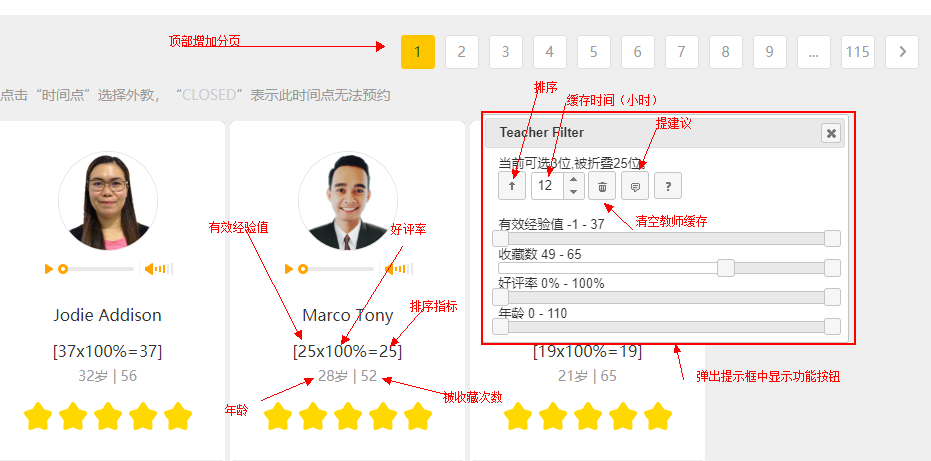 顶部增加分页
1 2 3 4 5 6 7 8 9 ... 115 >
排序
缓存时间（小时）
点击“时间点”选择外教，“CLOSED”表示此时间点无法预约
提建议
Teacher Filter
当前可选3位,被折叠25位
12
?
清空教师缓存
有效经验值 -1 - 37
收藏数 49 - 65
好评率 0% - 100%
年龄 0 - 110
有效经验值
好评率
排序指标
Jodie Addison
Marco Tony
[37x100%=37]
[25x100%=25]
[19x100%=19]
32岁 | 56
28岁 | 52
21岁 | 65
弹出提示框中显示功能按钮
年龄
被收藏次数